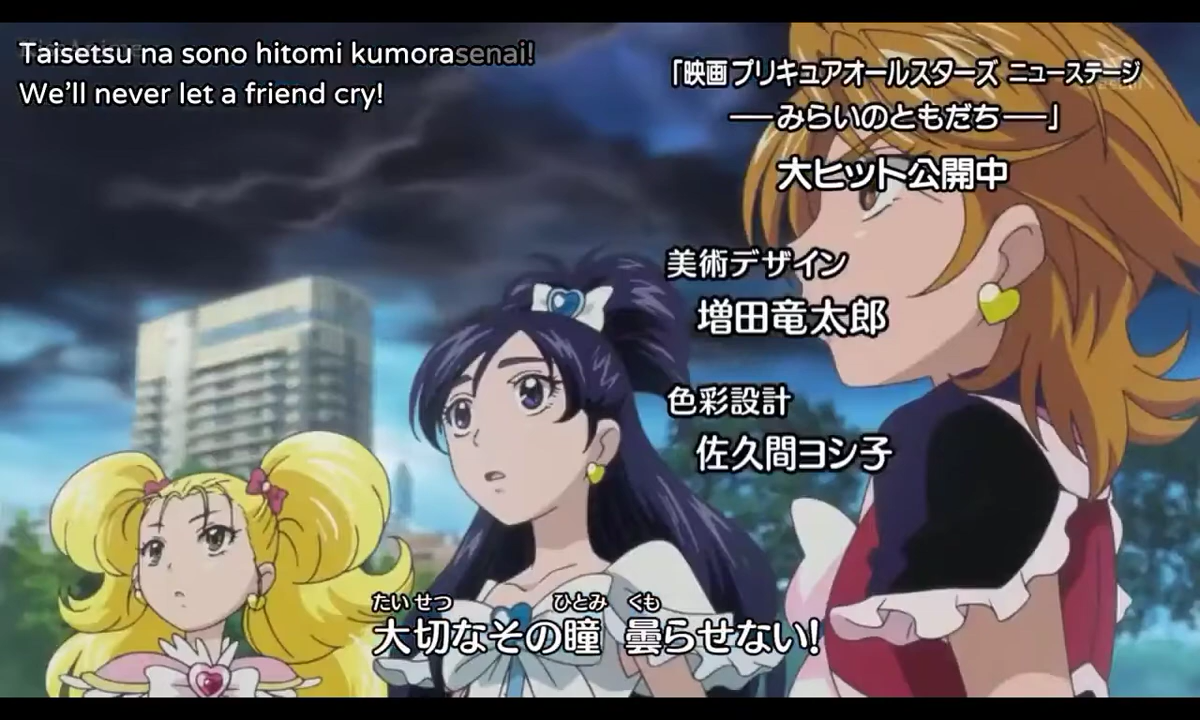 Taisetsu na sono hitomi kumorasenai!
We'll never let a friend cry!
「映画プリキュアオールスターズ ニューステージ
──みらいのともだち──」
大ヒット公開中
美術デザイン
増田竜太郎
色彩設計
佐久間ヨシ子
たいせつ ひとみ くも
大切なその瞳 曇らせない!